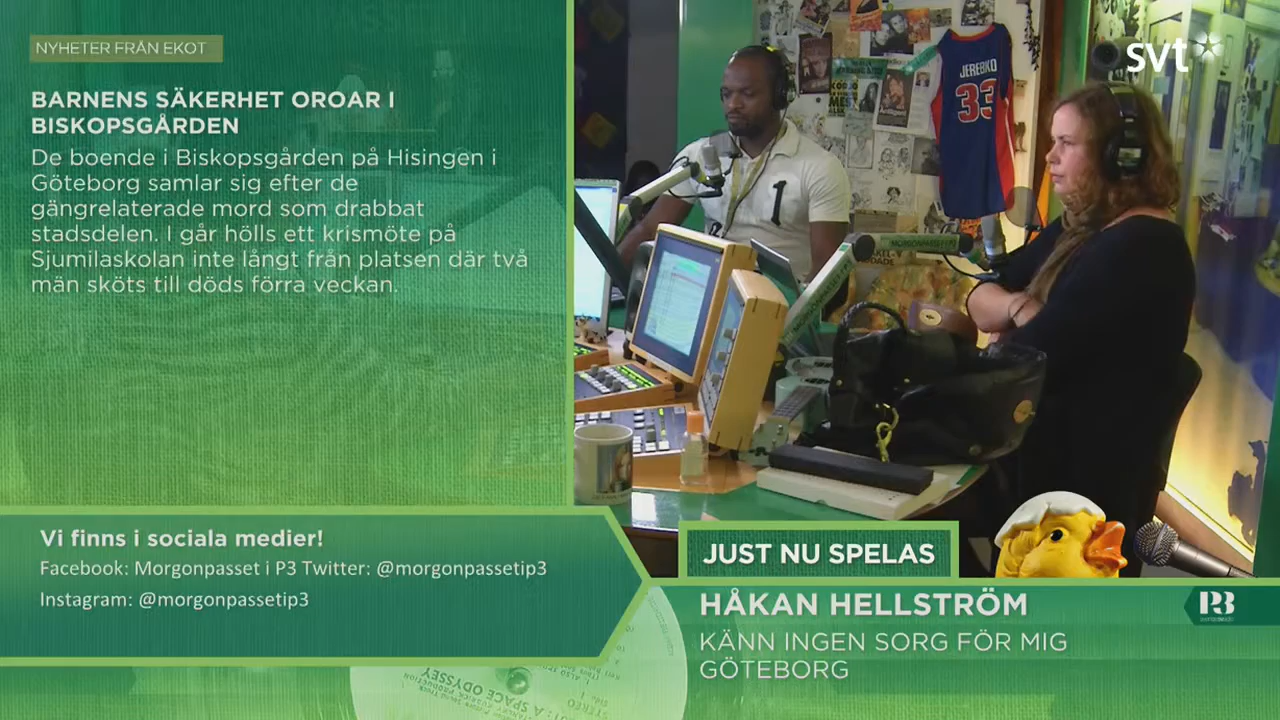 NYHETER FRÅN EKOT
BARNENS SÄKERHET OROAR I
BISKOPSGÅRDEN
De boende i Biskopsgården på Hisingen i
Göteborg samlar sig efter de
gängrelaterade mord som drabbat
stadsdelen. I går hölls ett krismöte på
Sjumilaskolan inte långt från platsen där två
män sköts till döds förra veckan.
svt
JEREBKO
33
1
MORGONPASSET
Vi finns i sociala medier!
Facebook: Morgonpasset i P3 Twitter: @morgonpassetip3
Instagram: @morgonpassetip3
JUST NU SPELAS
HÅKAN HELLSTRÖM
KÄNN INGEN SORG FÖR MIG
GÖTEBORG
P3
A SPACE ODYSSEY
STEREO